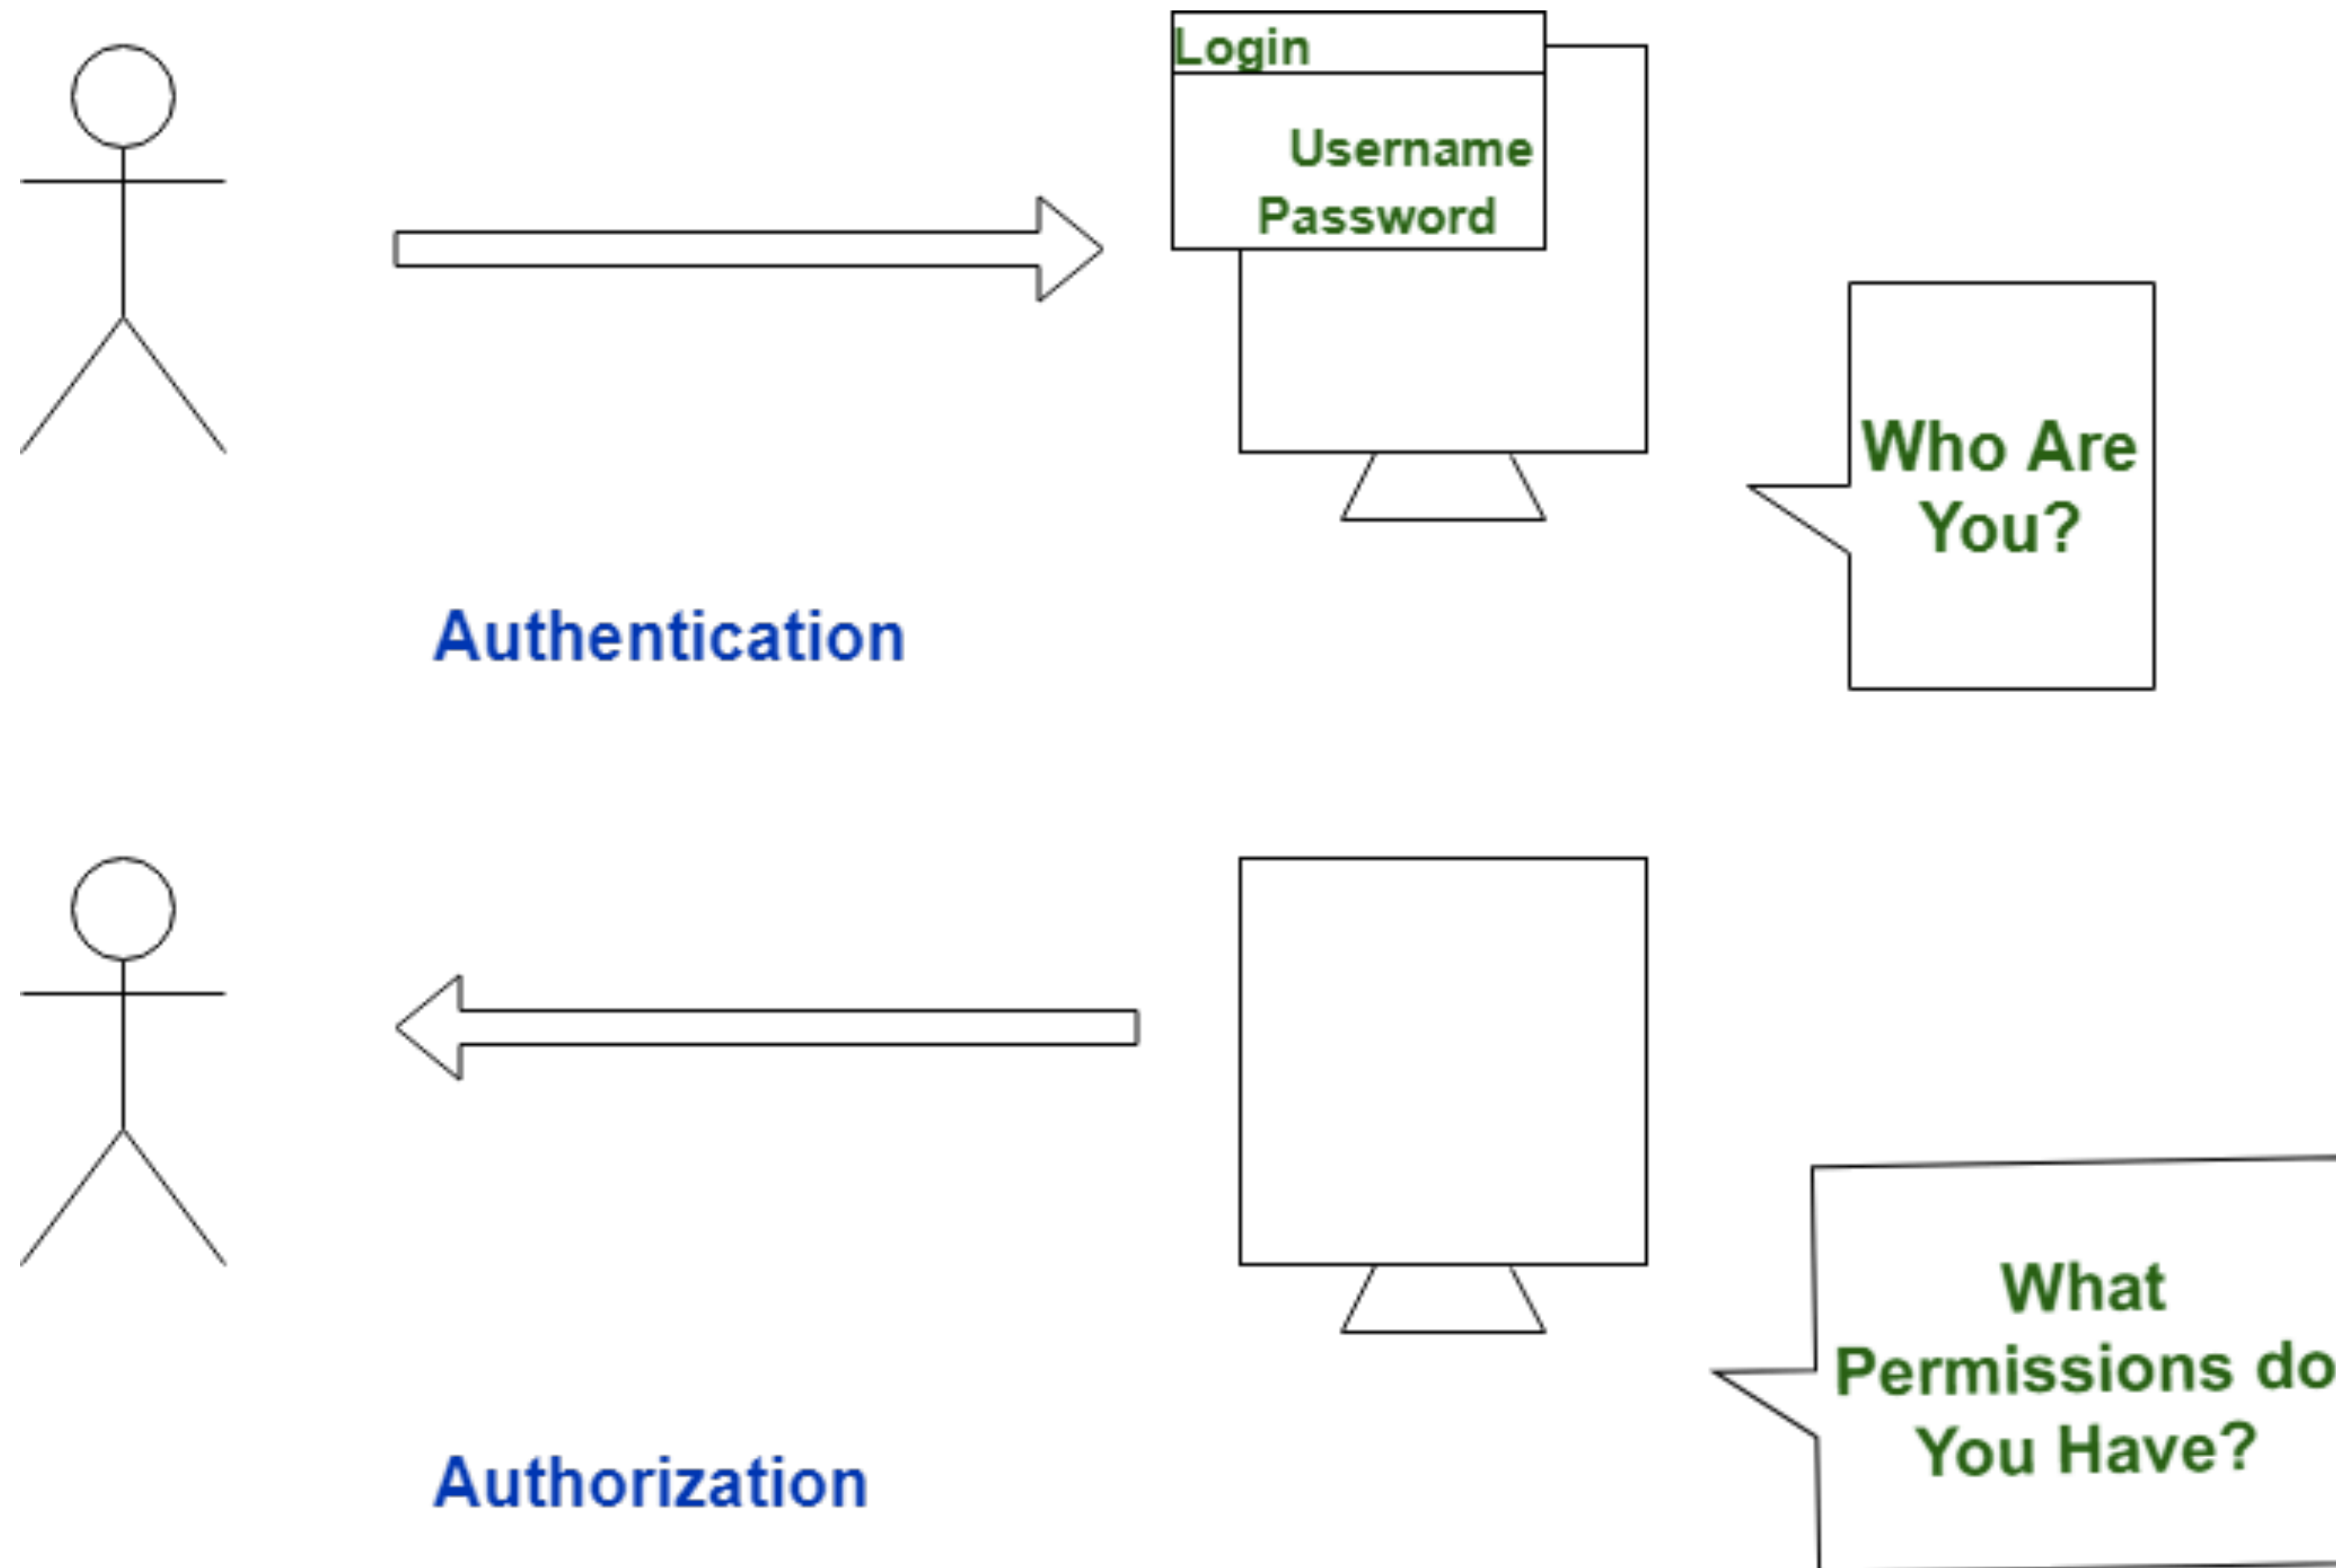 Login
Username
Password
Who Are
You?
Authentication
What
Permissions do
You Have?
Authorization